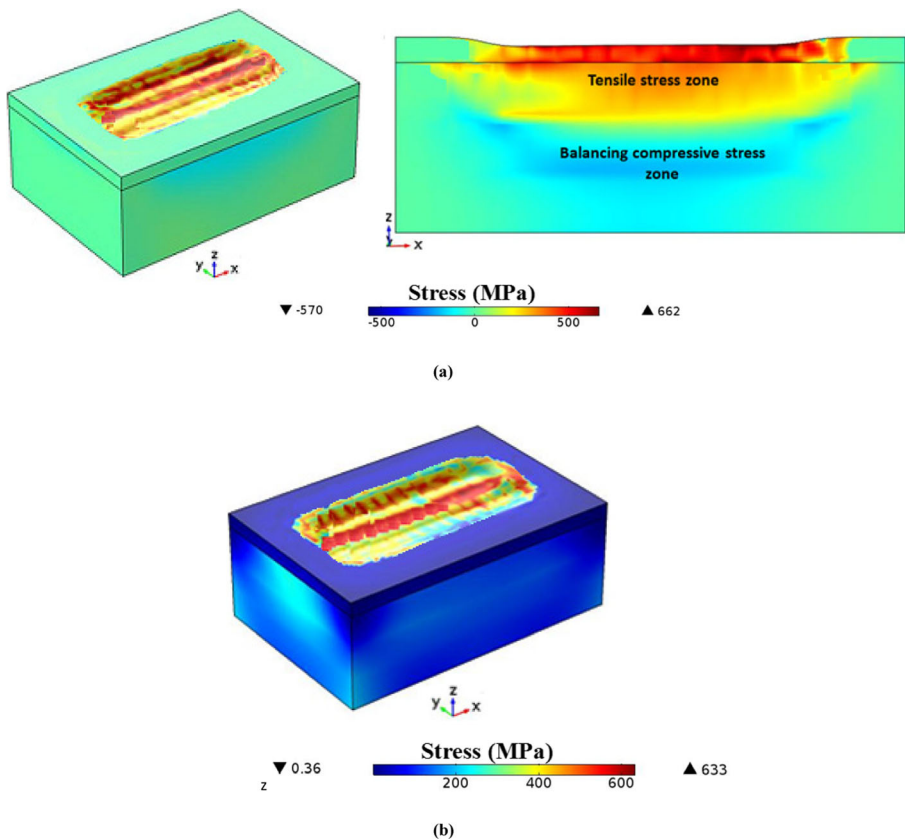 Tensile stress zone
Balancing compressive stress
zone
z
y x
z
x
Stress (MPa)
▼ -570 -500 0 500 ▲ 662
(a)
z
y x
Stress (MPa)
▼ 0.36 200 400 600 ▲ 633
z
(b)